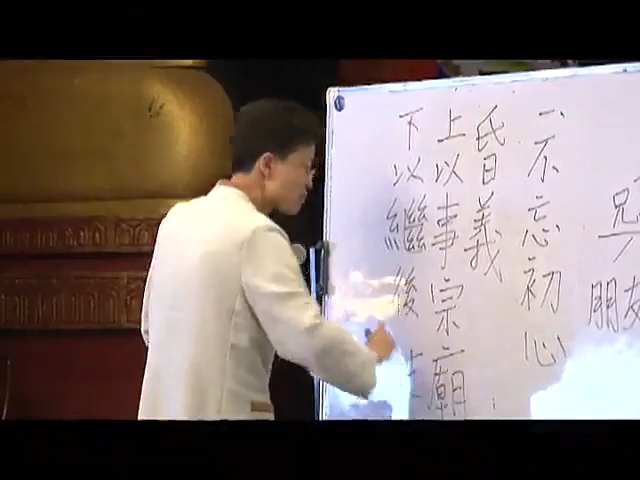 兄
朋友
一、不忘初心
昏義
上以事宗廟
下以繼後